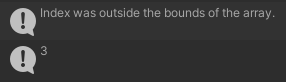 Index was outside the bounds of the array.
3